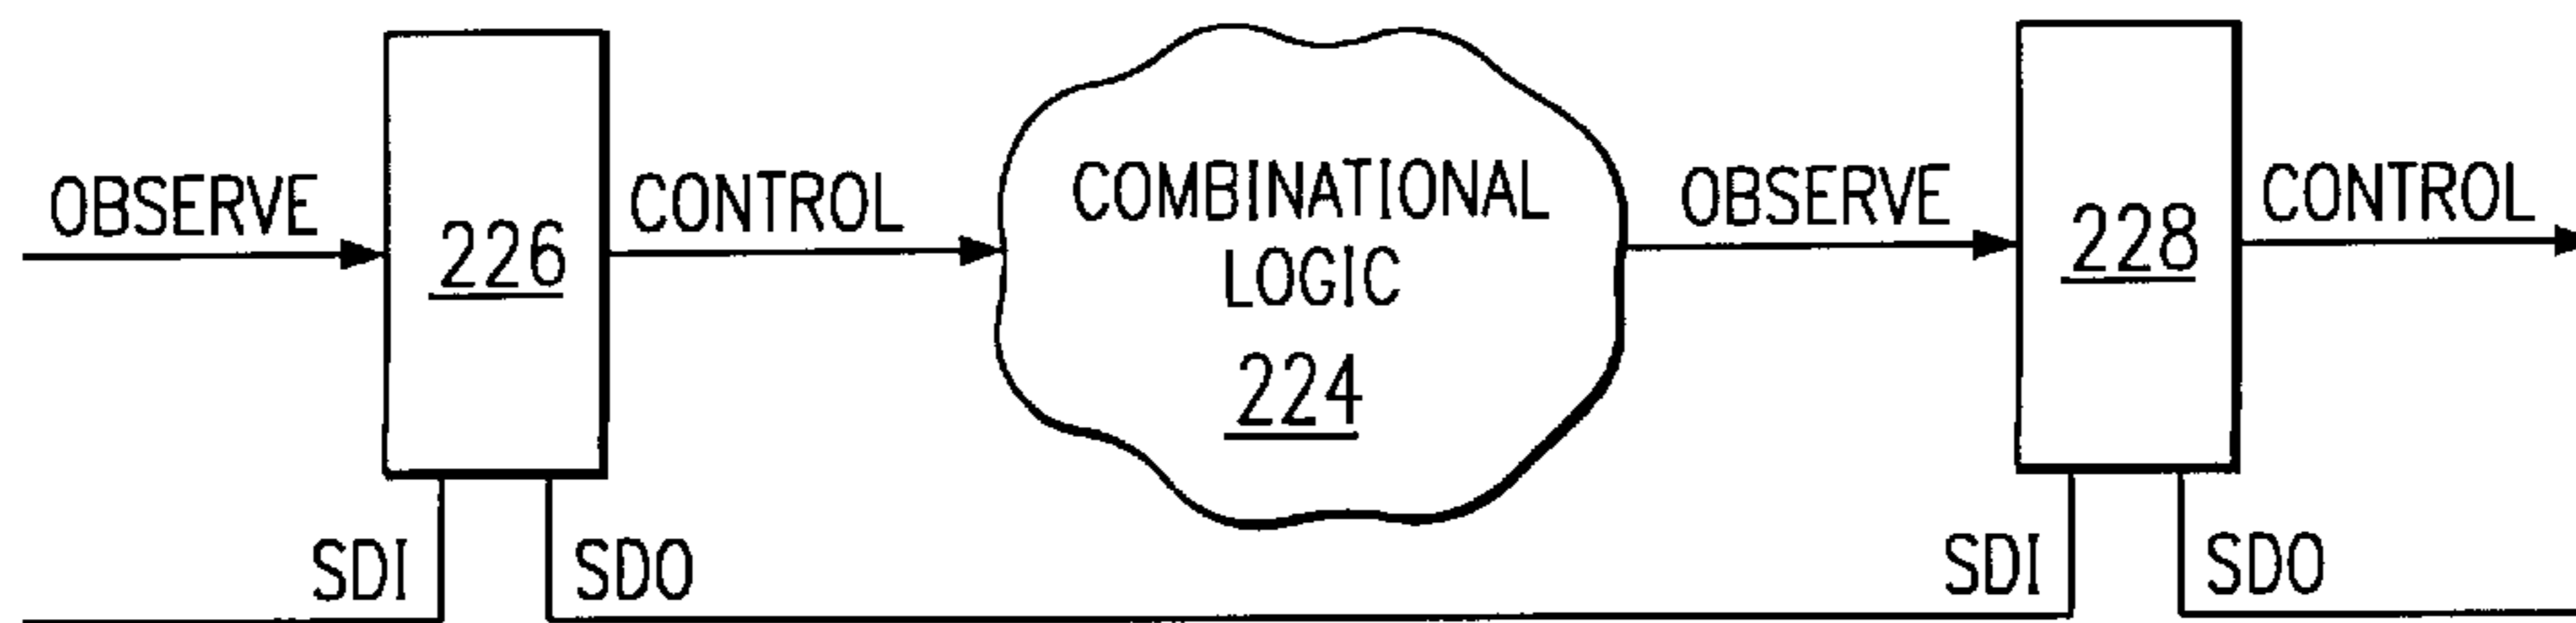 OBSERVE
226
CONTROL
COMBINATIONAL
LOGIC
224
OBSERVE
228
CONTROL
SDI
SDO
SDI
SDO